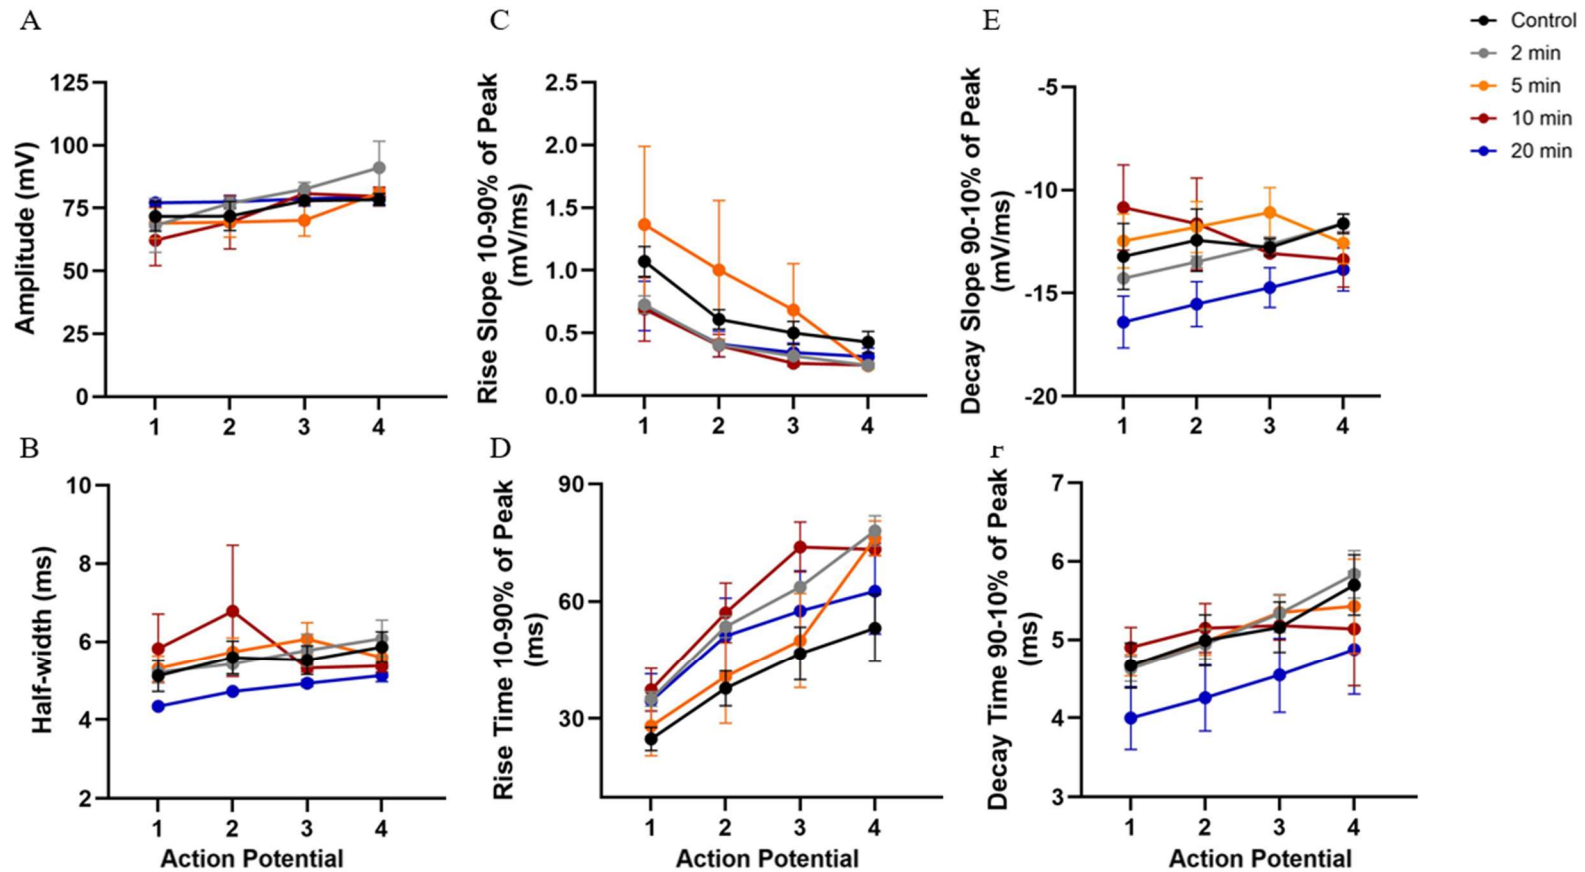 A
C
E
Control
2 min
5 min
10 min
20 min
Amplitude (mV)
125
100
75
50
25
0
1 2 3 4
Rise Slope 10-90% of Peak
(mV/ms)
2.5
2.0
1.5
1.0
0.5
0.0
1 2 3 4
Decay Slope 90-10% of Peak
(mV/ms)
-5
-10
-15
-20
1 2 3 4
B
D
Half-width (ms)
10
8
6
4
2
1 2 3 4
Action Potential
Rise Time 10-90% of Peak
(ms)
90
60
30
1 2 3 4
Action Potential
Decay Time 90-10% of Peak
(ms)
7
6
5
4
3
1 2 3 4
Action Potential